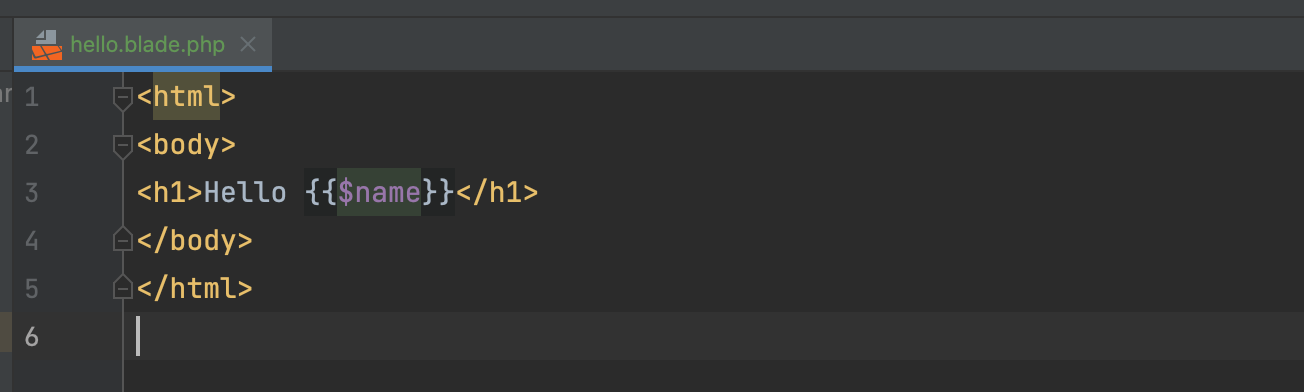 hello.blade.php
1 <html>
2 <body>
3 <h1>Hello {{$name}}</h1>
4 </body>
5 </html>
6